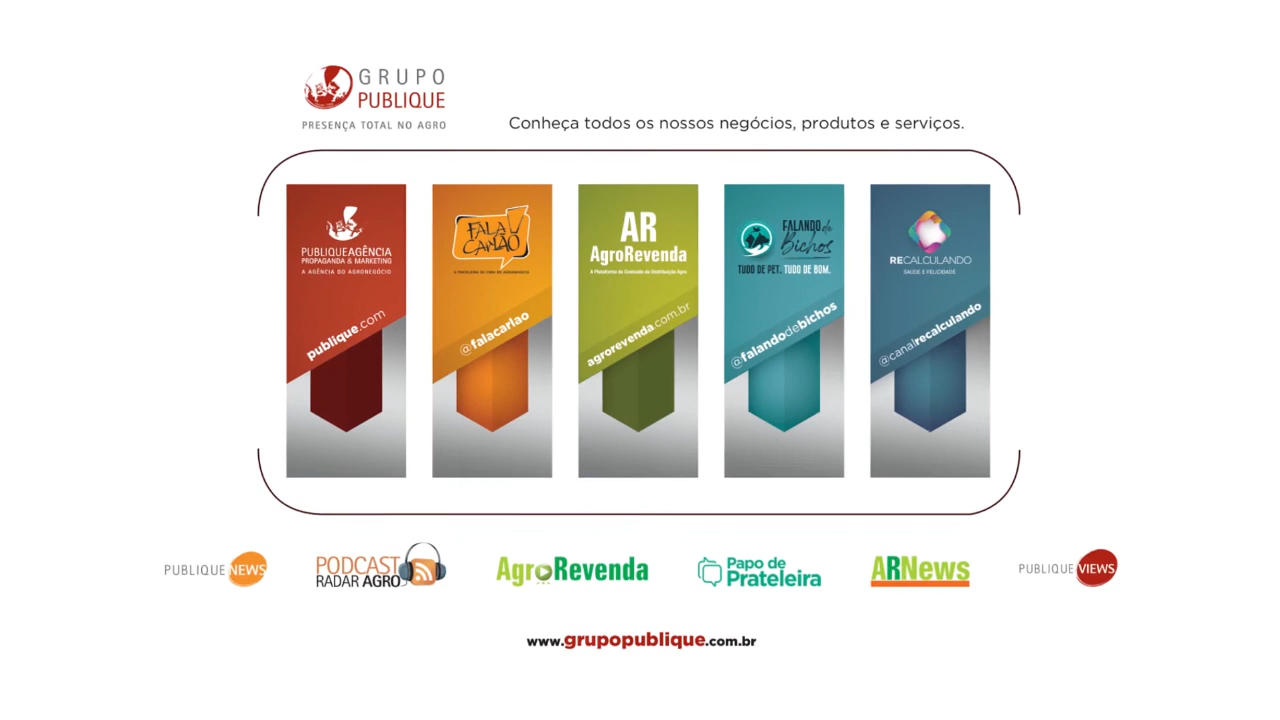 GRUPO
PUBLIQUE
PRESENÇA TOTAL NO AGRO
Conheça todos os nossos negócios, produtos e serviços.
PUBLIQUEAGÊNCIA
PROPAGANDA & MARKETING
A AGÊNCIA DO AGRONEGÓCIO
publique.com
FALA
CARLÃO
@falacarlao
AR
AgroRevenda
A Plataforma de Conteúdo da Distribuição Agro
agrorevenda.com.br
FALANDO de
Bichos
TUDO DE PET. TUDO DE BOM.
@falandodebichos
RECALCULANDO
SAÚDE E FELICIDADE
@canalrecalculando
PUBLIQUE NEWS
PODCAST
RADAR AGRO
AgroRevenda
Papo de
Prateleira
ARNews
PUBLIQUE VIEWS
www.grupopublique.com.br